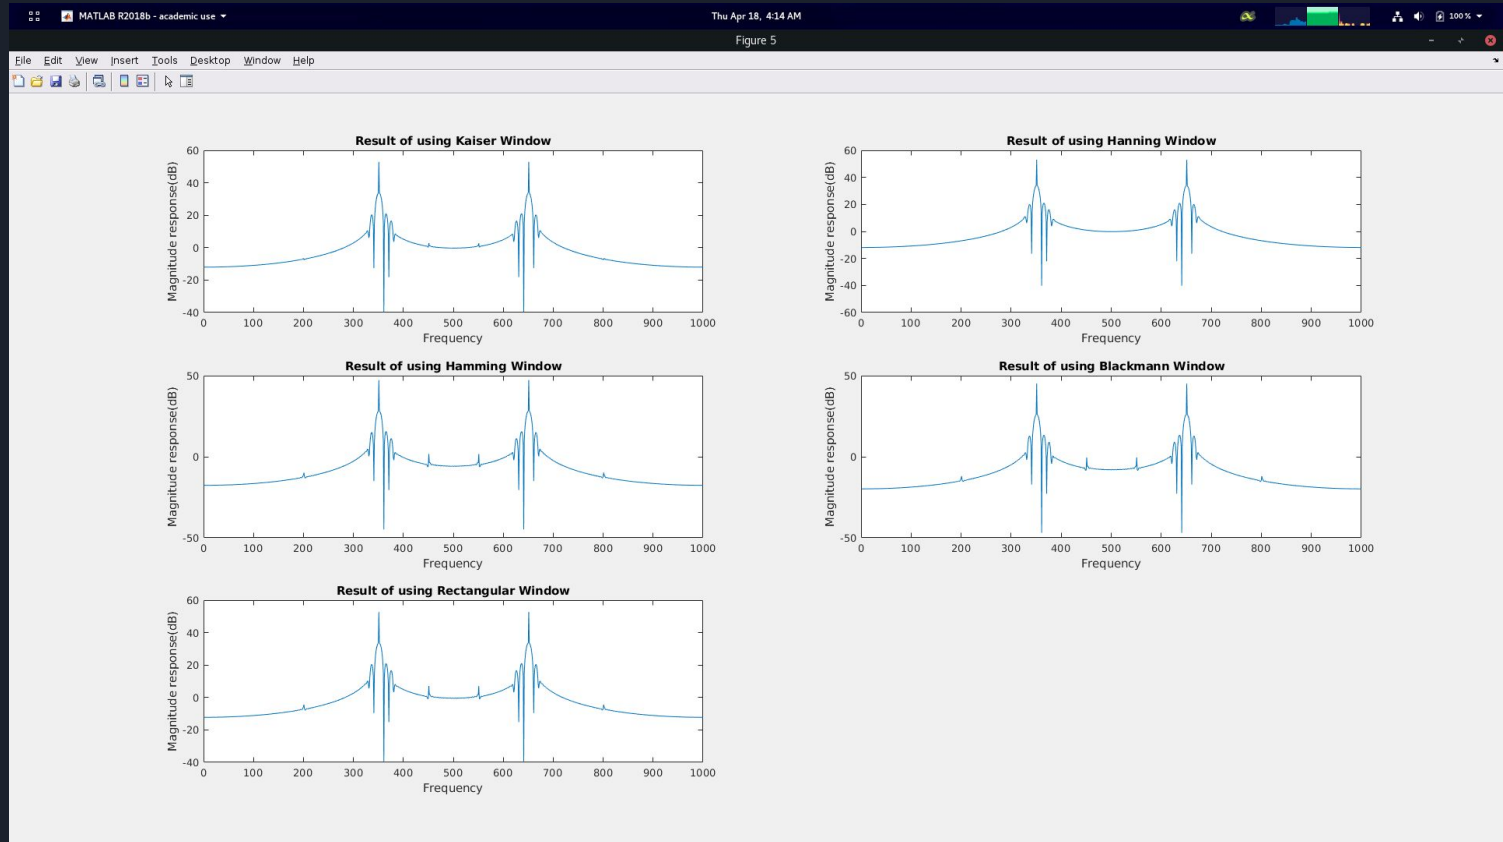 MATLAB R2018b - academic use
Thu Apr 18, 4:14 AM
100 %
Figure 5
File Edit View Insert Tools Desktop Window Help
Result of using Kaiser Window
Magnitude response(dB)
60
40
20
0
-20
-40
0 100 200 300 400 500 600 700 800 900 1000
Frequency
Result of using Hanning Window
Magnitude response(dB)
60
40
20
0
-20
-40
-60
0 100 200 300 400 500 600 700 800 900 1000
Frequency
Result of using Hamming Window
Magnitude response(dB)
50
0
-50
0 100 200 300 400 500 600 700 800 900 1000
Frequency
Result of using Blackmann Window
Magnitude response(dB)
50
0
-50
0 100 200 300 400 500 600 700 800 900 1000
Frequency
Result of using Rectangular Window
Magnitude response(dB)
60
40
20
0
-20
-40
0 100 200 300 400 500 600 700 800 900 1000
Frequency